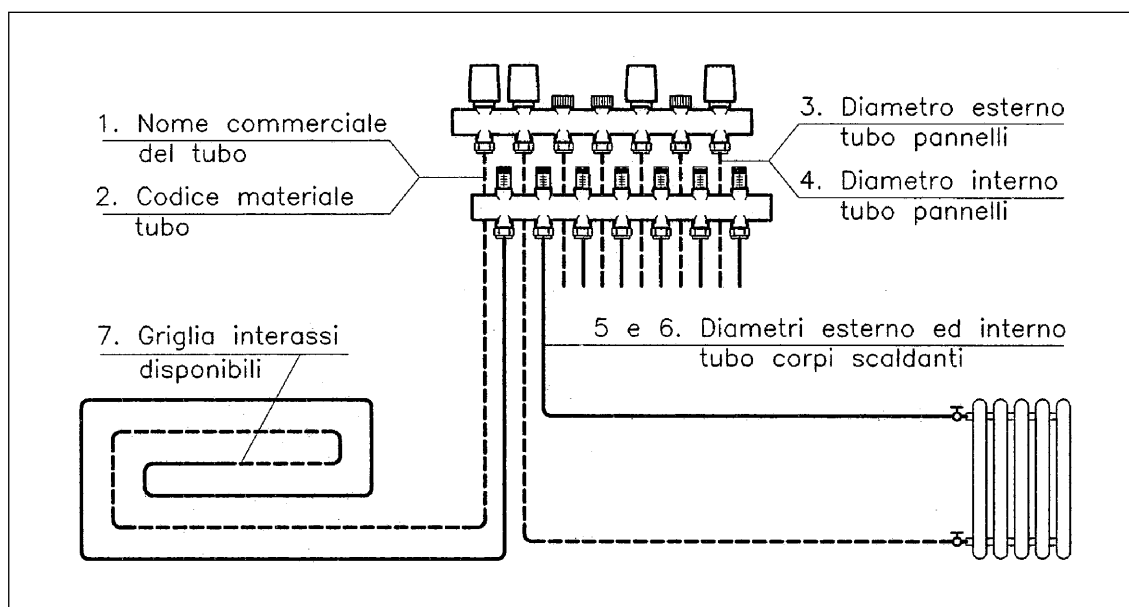 1. Nome commerciale
del tubo
2. Codice materiale
tubo
3. Diametro esterno
tubo pannelli
4. Diametro interno
tubo pannelli
7. Griglia interassi
disponibili
5 e 6. Diametri esterno ed interno
tubo corpi scaldanti